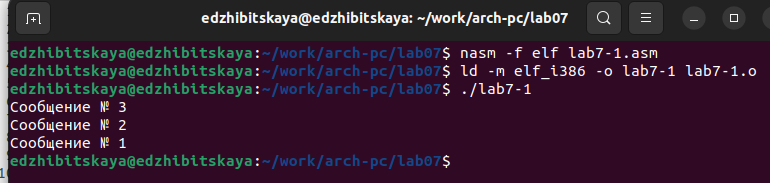 edzhibitskaya@edzhibitskaya: ~/work/arch-pc/lab07
edzhibitskaya@edzhibitskaya:~/work/arch-pc/lab07$ nasm -f elf lab7-1.asm
edzhibitskaya@edzhibitskaya:~/work/arch-pc/lab07$ ld -m elf_i386 -o lab7-1 lab7-1.o
edzhibitskaya@edzhibitskaya:~/work/arch-pc/lab07$ ./lab7-1
Сообщение № 3
Сообщение № 2
Сообщение № 1
edzhibitskaya@edzhibitskaya:~/work/arch-pc/lab07$